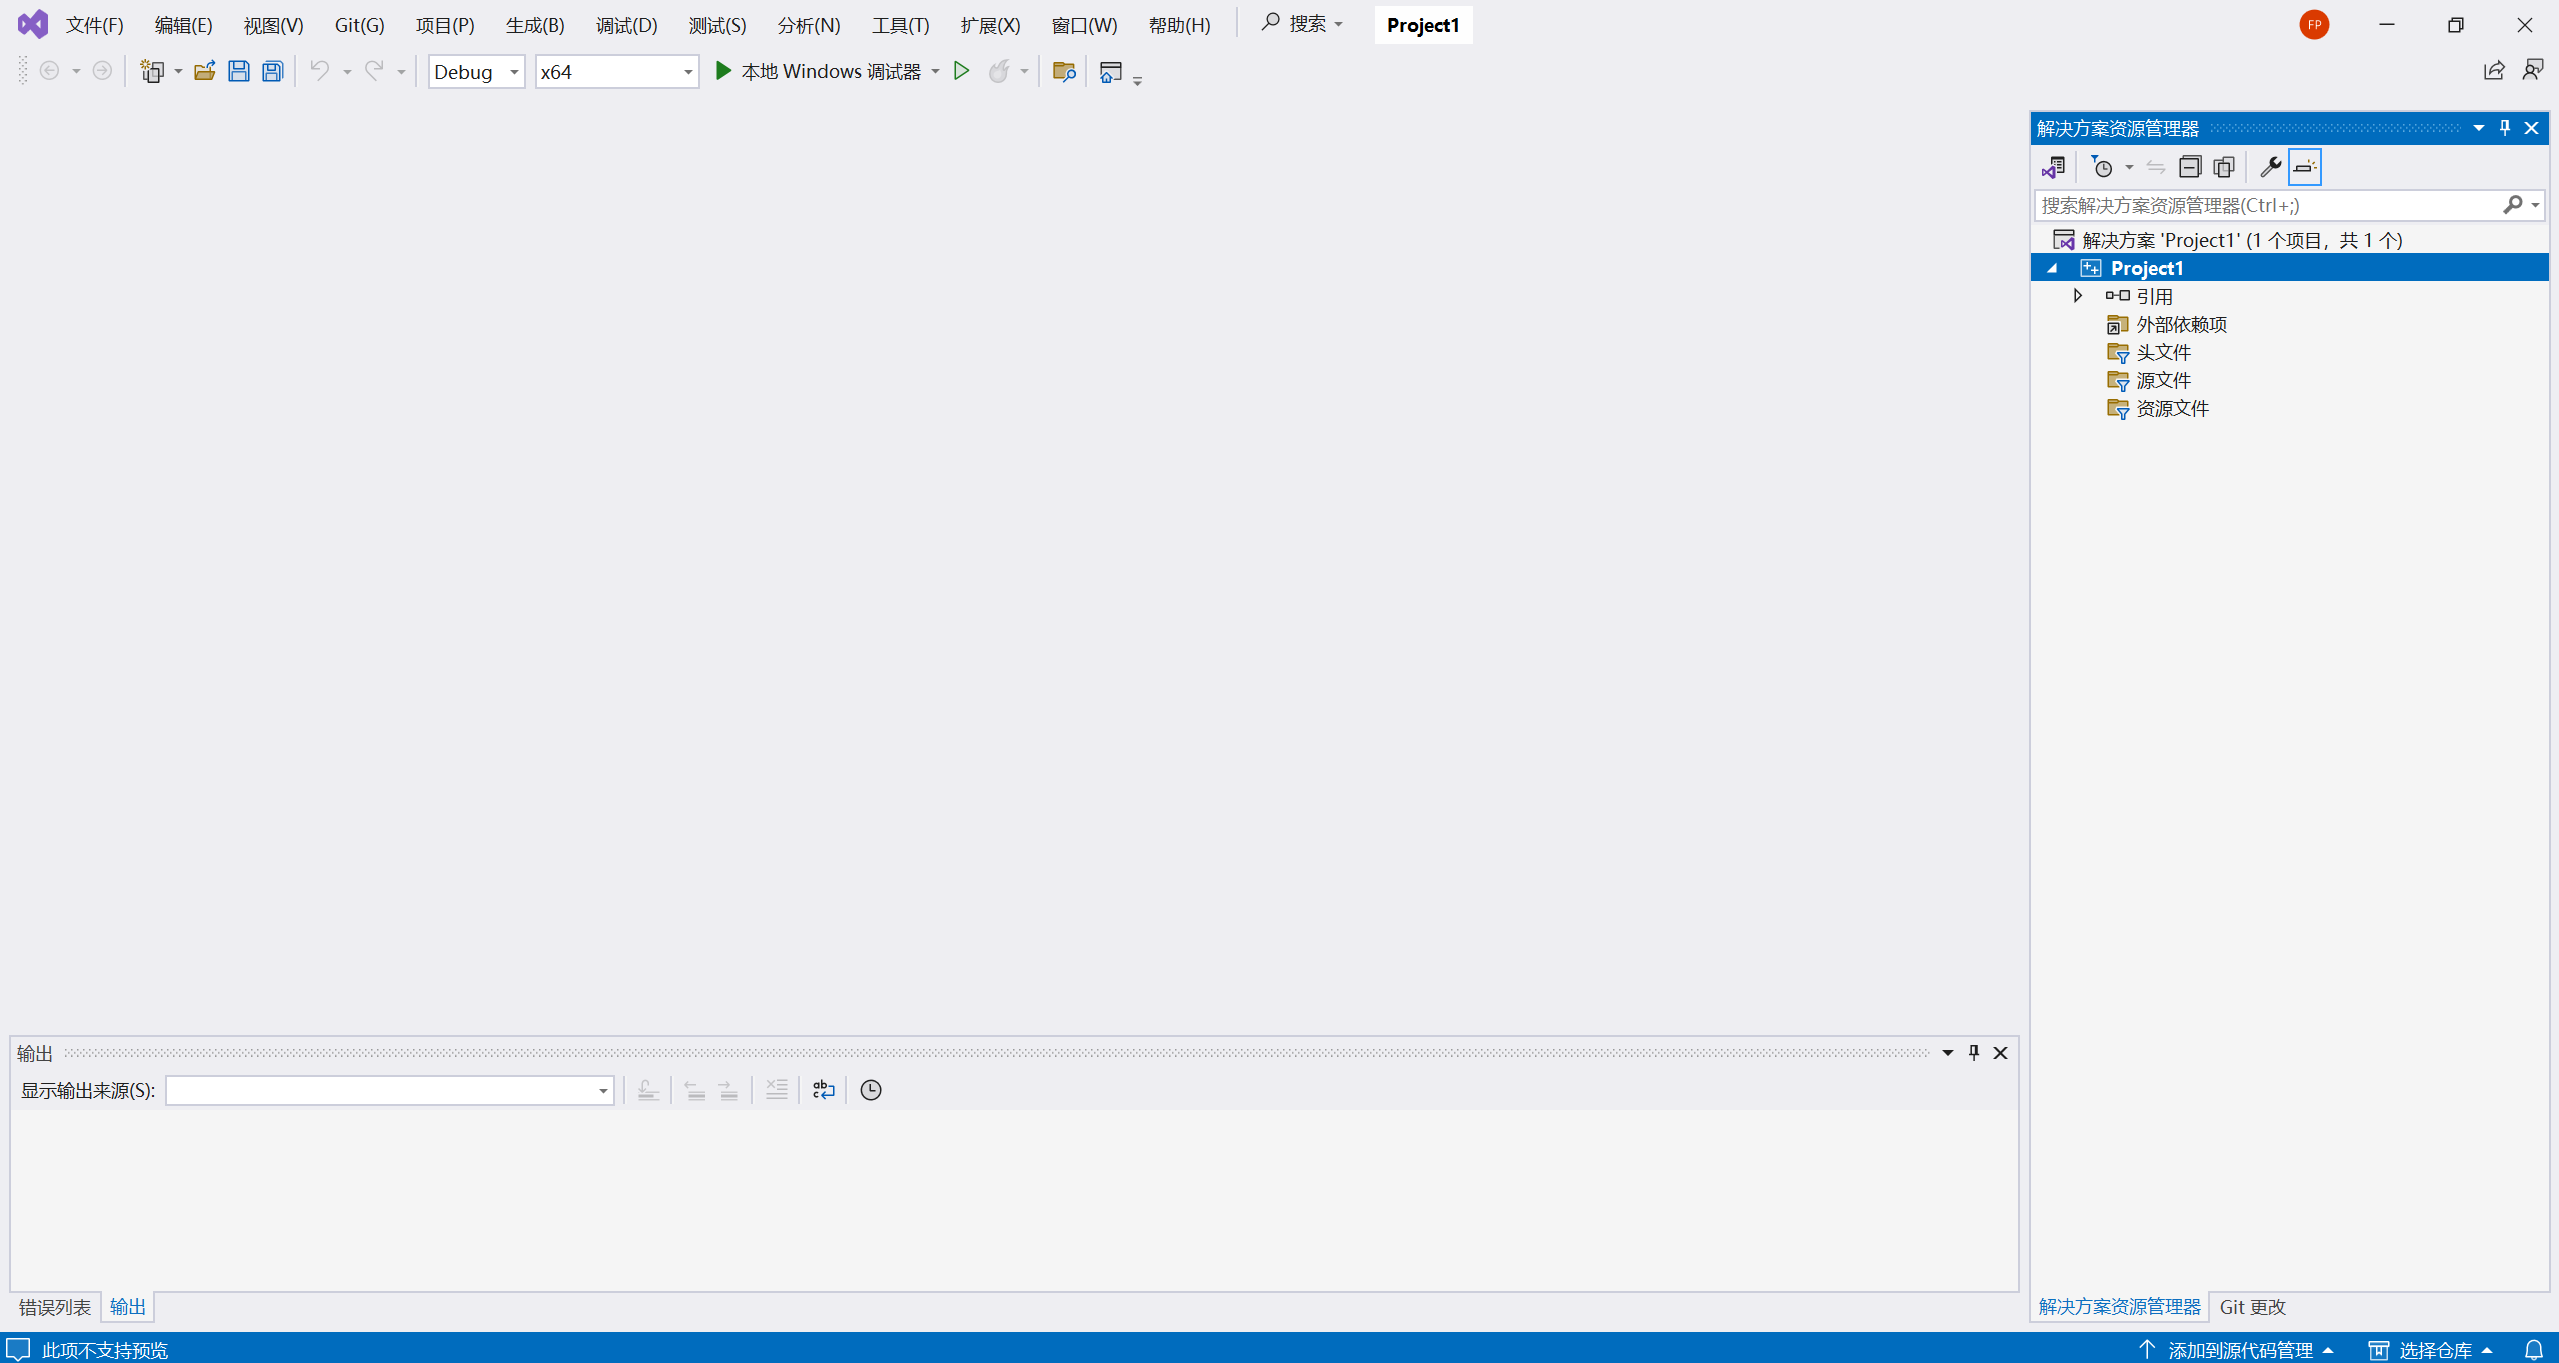 文件(F) 编辑(E) 视图(V) Git(G) 项目(P) 生成(B) 调试(D) 测试(S) 分析(N) 工具(T) 扩展(X) 窗口(W) 帮助(H) 搜索 Project1 FP
Debug x64 本地 Windows 调试器
解决方案资源管理器
搜索解决方案资源管理器(Ctrl+;)
解决方案 'Project1' (1 个项目，共 1 个)
Project1
引用
外部依赖项
头文件
源文件
资源文件
输出
显示输出来源(S):
错误列表 输出
解决方案资源管理器 Git 更改
此项不支持预览 添加到源代码管理 选择仓库